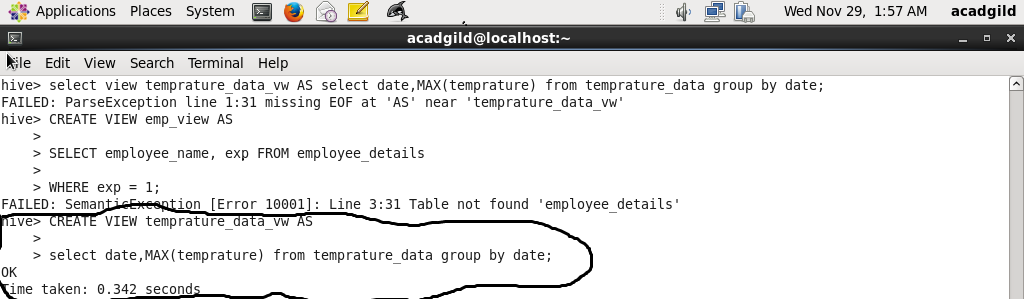 Applications Places System Wed Nov 29, 1:57 AM acadgild
acadgild@localhost:~
File Edit View Search Terminal Help
hive> select view temprature_data_vw AS select date,MAX(temprature) from temprature_data group by date;
FAILED: ParseException line 1:31 missing EOF at 'AS' near 'temprature_data_vw'
hive> CREATE VIEW emp_view AS
>
> SELECT employee_name, exp FROM employee_details
>
> WHERE exp = 1;
FAILED: SemanticException [Error 10001]: Line 3:31 Table not found 'employee_details'
hive> CREATE VIEW temprature_data_vw AS
>
> select date,MAX(temprature) from temprature_data group by date;
OK
Time taken: 0.342 seconds